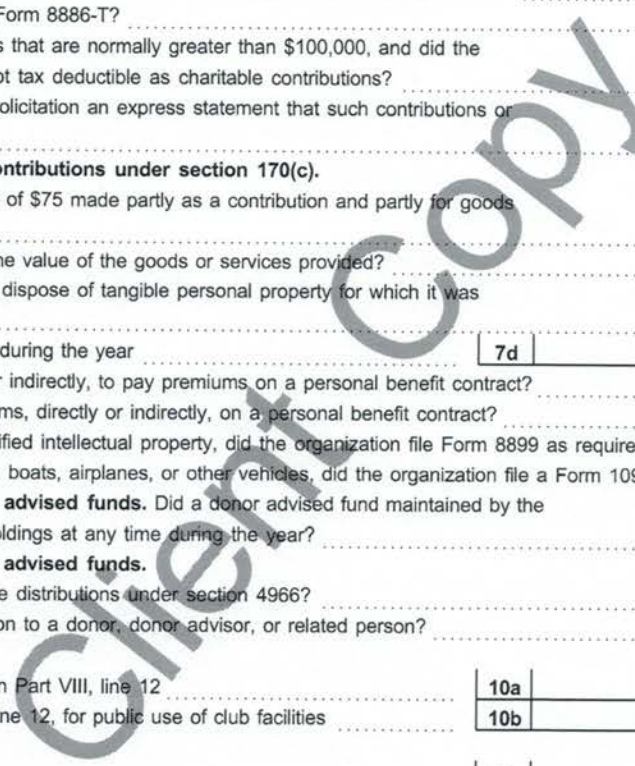 Form 8886-T?
s that are normally greater than $100,000, and did the
ot tax deductible as charitable contributions?
olicitation an express statement that such contributions or
ontributions under section 170(c).
of $75 made partly as a contribution and partly for goods
he value of the goods or services provided?
dispose of tangible personal property for which it was
during the year 7d
r indirectly, to pay premiums on a personal benefit contract?
ms, directly or indirectly, on a personal benefit contract?
ified intellectual property, did the organization file Form 8899 as require
boats, airplanes, or other vehicles, did the organization file a Form 109
advised funds. Did a donor advised fund maintained by the
oldings at any time during the year?
advised funds.
e distributions under section 4966?
on to a donor, donor advisor, or related person?
n Part VIII, line 12 10a
ne 12, for public use of club facilities 10b
Client Copy